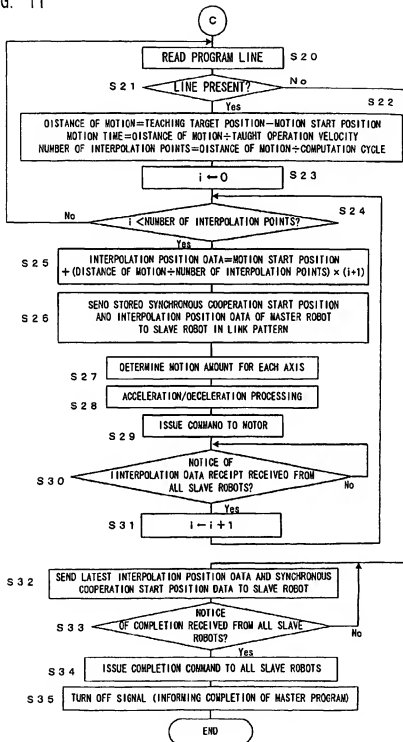 FIG. 11
C
READ PROGRAM LINE
S20
S21
LINE PRESENT?
No
Yes
S22
DISTANCE OF MOTION=TEACHING TARGET POSITION−MOTION START POSITION
MOTION TIME=DISTANCE OF MOTION÷TAUGHT OPERATION VELOCITY
NUMBER OF INTERPOLATION POINTS=DISTANCE OF MOTION÷COMPUTATION CYCLE
i←0
S23
No
i <NUMBER OF INTERPOLATION POINTS?
S24
Yes
S25
INTERPOLATION POSITION DATA=MOTION START POSITION
+ (DISTANCE OF MOTION÷NUMBER OF INTERPOLATION POINTS) × (i+1)
S26
SEND STORED SYNCHRONOUS COOPERATION START POSITION
AND INTERPOLATION POSITION DATA OF MASTER ROBOT
TO SLAVE ROBOT IN LINK PATTERN
S27
DETERMINE MOTION AMOUNT FOR EACH AXIS
S28
ACCELERATION/DECELERATION PROCESSING
S29
ISSUE COMMAND TO MOTOR
S30
NOTICE OF
IINTERPOLATION DATA RECEIPT RECEIVED FROM
ALL SLAVE ROBOTS?
No
Yes
S31
i←i+1
S32
SEND LATEST INTERPOLATION POSITION DATA AND SYNCHRONOUS
COOPERATION START POSITION DATA TO SLAVE ROBOT
S33
NOTICE
OF COMPLETION RECEIVED FROM ALL SLAVE
ROBOTS?
No
Yes
S34
ISSUE COMPLETION COMMAND TO ALL SLAVE ROBOTS
S35
TURN OFF SIGNAL (INFORMING COMPLETION OF MASTER PROGRAM)
END